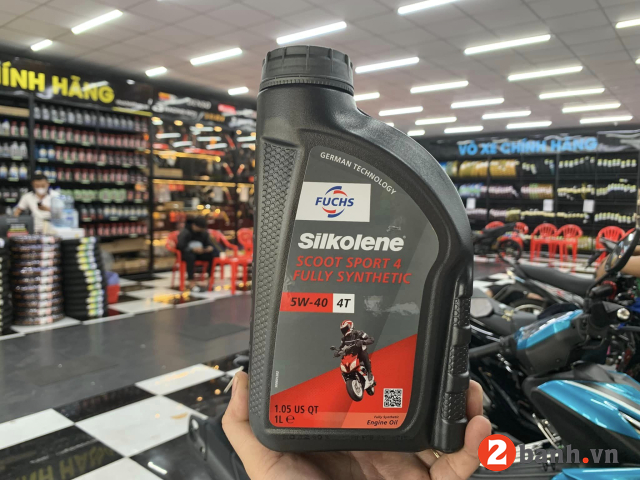 CHÍNH HÃNG
VỎ XE CHÍNH HÃNG
GERMAN TECHNOLOGY
FUCHS
Silkolene
SCOOT SPORT 4
FULLY SYNTHETIC
5W-40 4T
1.05 US QT
1L e
Fully Synthetic
Engine Oil
2banh.vn